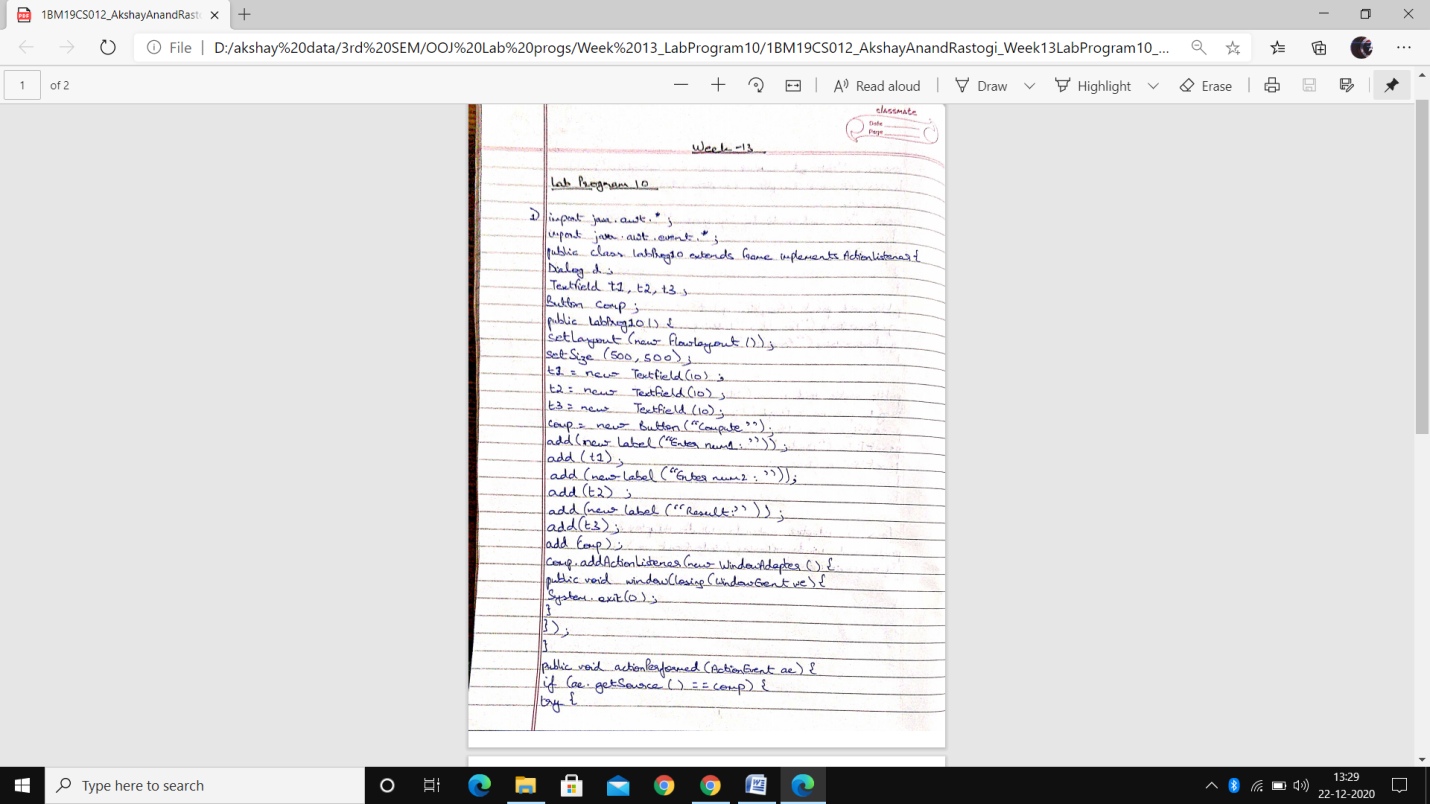 1BM19CS012_AkshayAnandRast
File | D:/akshay%20data/3rd%20SEM/OOJ%20Lab%20progs/Week%2013_LabProgram10/1BM19CS012_AkshayAnandRastogi_Week13LabProgram10_...
1 of 2
Read aloud
Draw
Highlight
Erase
classmate
Date
Page
Week-13
Lab Program 10
1) import java.awt.*;
import java.awt.event.*;
public class labProg10 extends Frame implements ActionListener{
Dialog d;
Textfield t1, t2, t3;
Button comp;
public labProg10() {
setLayout (new flowlayout ());
setSize (500, 500);
t1 = new Textfield(10);
t2 = new Textfield(10);
t3 = new Textfield (10);
comp = new Button ("Compute");
add (new Label ("Enter num1: "));
add (t1);
add (new Label ("Enter num2: "));
add (t2);
add (new Label ("Result:"));
add(t3);
add (comp);
comp.addActionListener(new WindowAdapter () {
public void windowClosing (WindowEvent we) {
System.exit(0);
}
});
}
public void actionPerformed (ActionEvent ae) {
if (ae.getSource () == comp) {
try {
Type here to search
13:29
22-12-2020